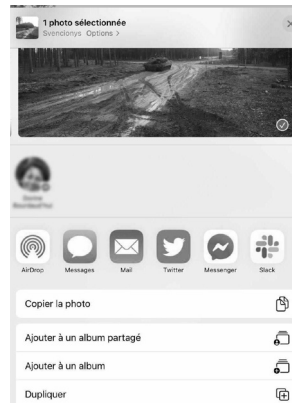 1 photo sélectionnée
Svencionys Options >
AirDrop
Messages
Mail
Twitter
Messenger
Slack
Copier la photo
Ajouter à un album partagé
Ajouter à un album
Dupliquer